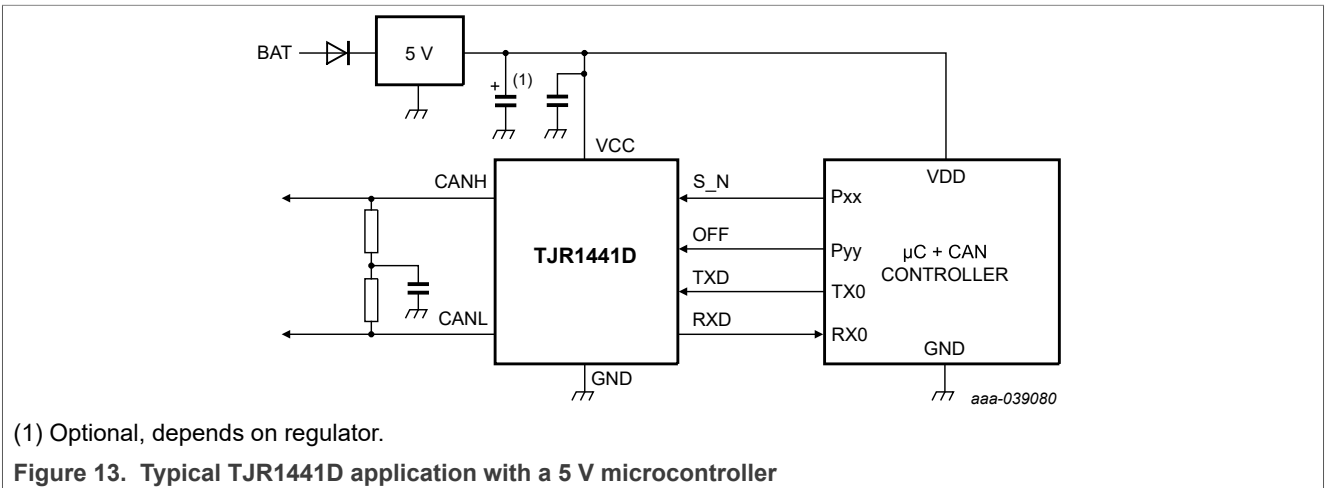 BAT
5 V
+ (1)
VCC
CANH
S_N
Pxx
VDD
OFF
Pyy
TJR1441D
µC + CAN
CONTROLLER
TXD
TX0
CANL
RXD
RX0
GND
GND
aaa-039080
(1) Optional, depends on regulator.
Figure 13. Typical TJR1441D application with a 5 V microcontroller